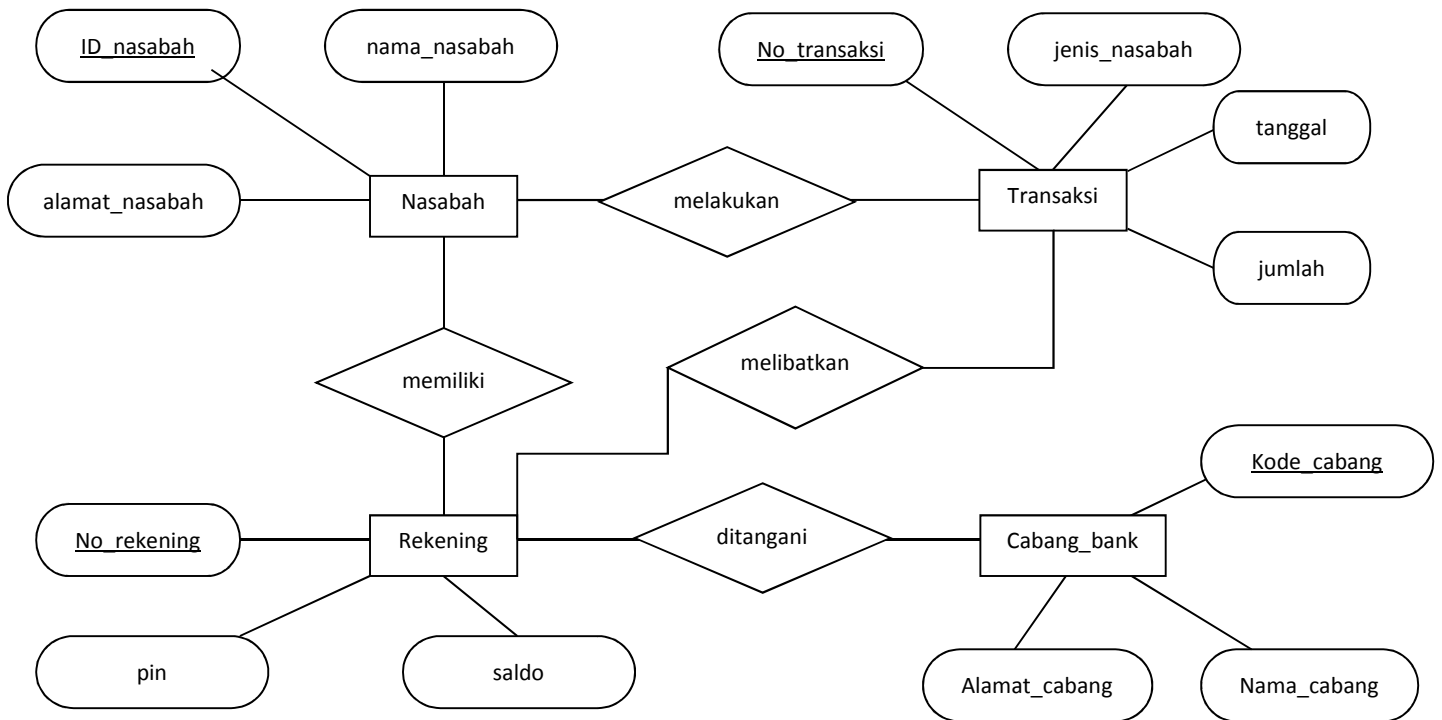 ID_nasabah
nama_nasabah
No_transaksi
jenis_nasabah
tanggal
alamat_nasabah
Nasabah
melakukan
Transaksi
jumlah
memiliki
melibatkan
Kode_cabang
No_rekening
Rekening
ditangani
Cabang_bank
pin
saldo
Alamat_cabang
Nama_cabang